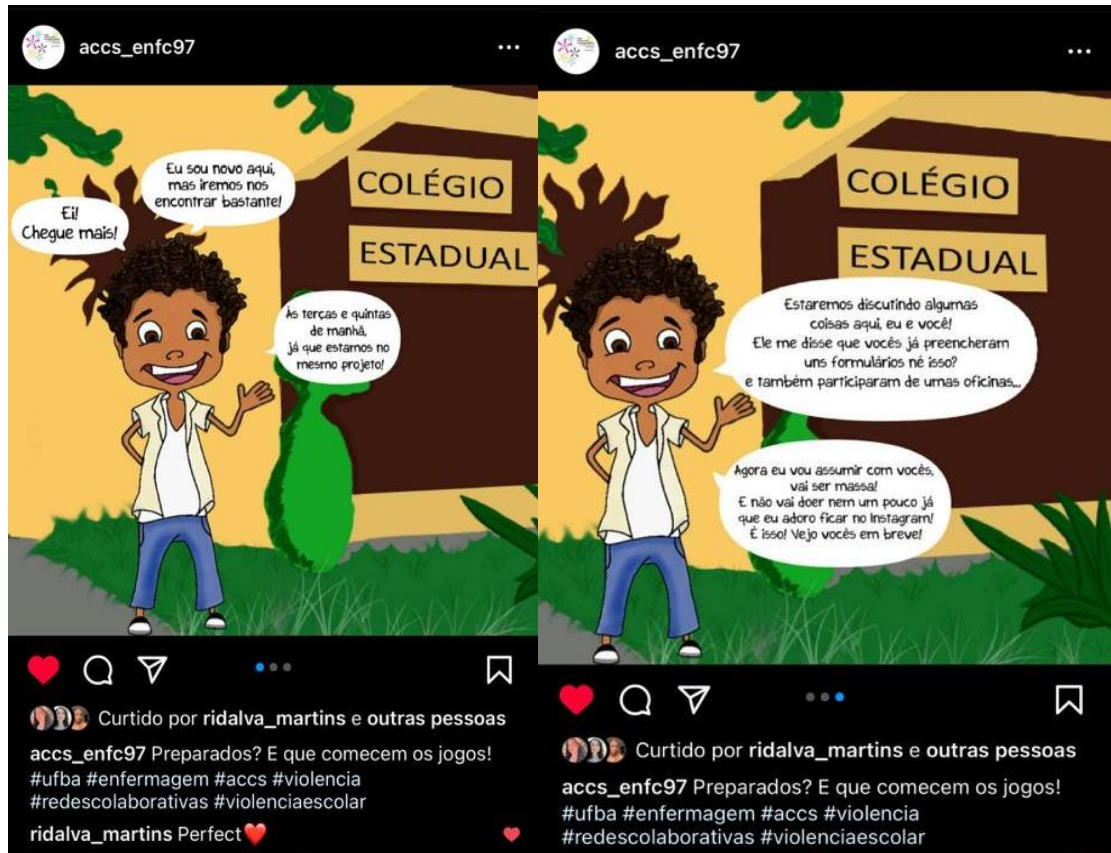 accs_enfc97
Ei!
Chegue mais!
Eu sou novo aqui,
mas iremos nos
encontrar bastante!
COLÉGIO
ESTADUAL
Às terças e quintas
de manhã,
já que estamos no
mesmo projeto!
Curtido por ridalva_martins e outras pessoas
accs_enfc97 Preparados? E que comecem os jogos!
#ufba #enfermagem #accs #violencia
#redescolaborativas #violenciaescolar
ridalva_martins Perfect❤️
accs_enfc97
COLÉGIO
ESTADUAL
Estaremos discutindo algumas
coisas aqui, eu e você!
Ele me disse que vocês já preencheram
uns formulários né isso?
e também participaram de umas oficinas...
Agora eu vou assumir com vocês,
vai ser massa!
E não vai doer nem um pouco já
que eu adoro ficar no Instagram!
É isso! Vejo vocês em breve!
Curtido por ridalva_martins e outras pessoas
accs_enfc97 Preparados? E que comecem os jogos!
#ufba #enfermagem #accs #violencia
#redescolaborativas #violenciaescolar